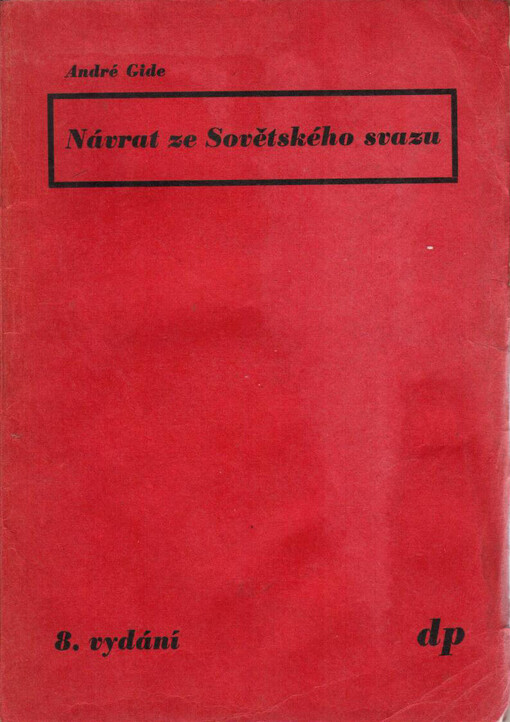 André Gide
Návrat ze Sovětského svazu
8. vydání
dp